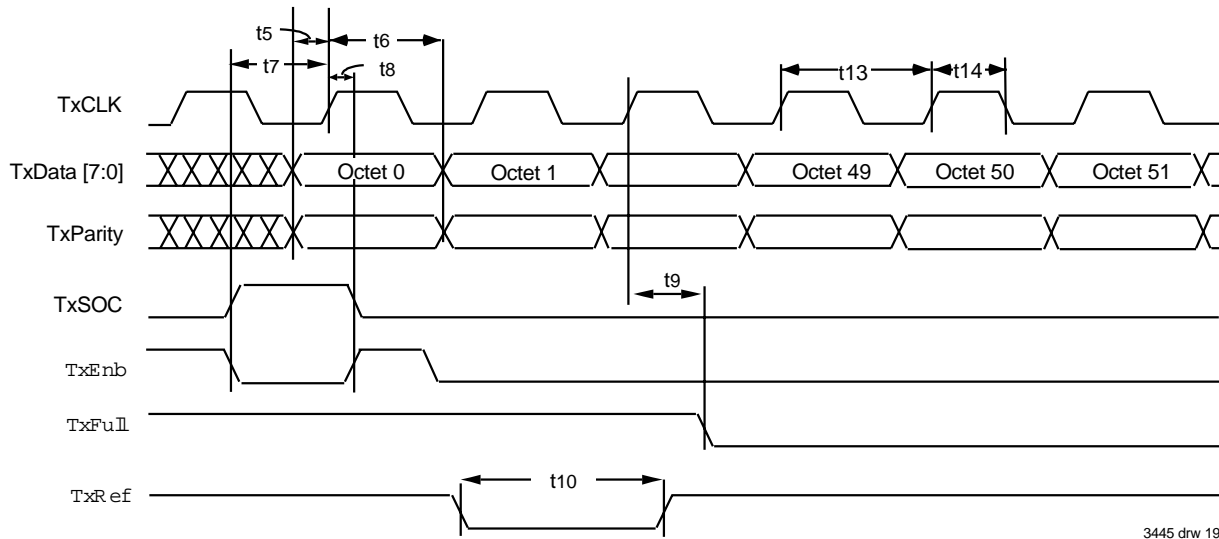 t5
t6
t7
t8
t13
t14
TxCLK
TxData [7:0]
Octet 0
Octet 1
Octet 49
Octet 50
Octet 51
TxParity
t9
TxSOC
TxEnb
TxFull
t10
TxRef
3445 drw 19